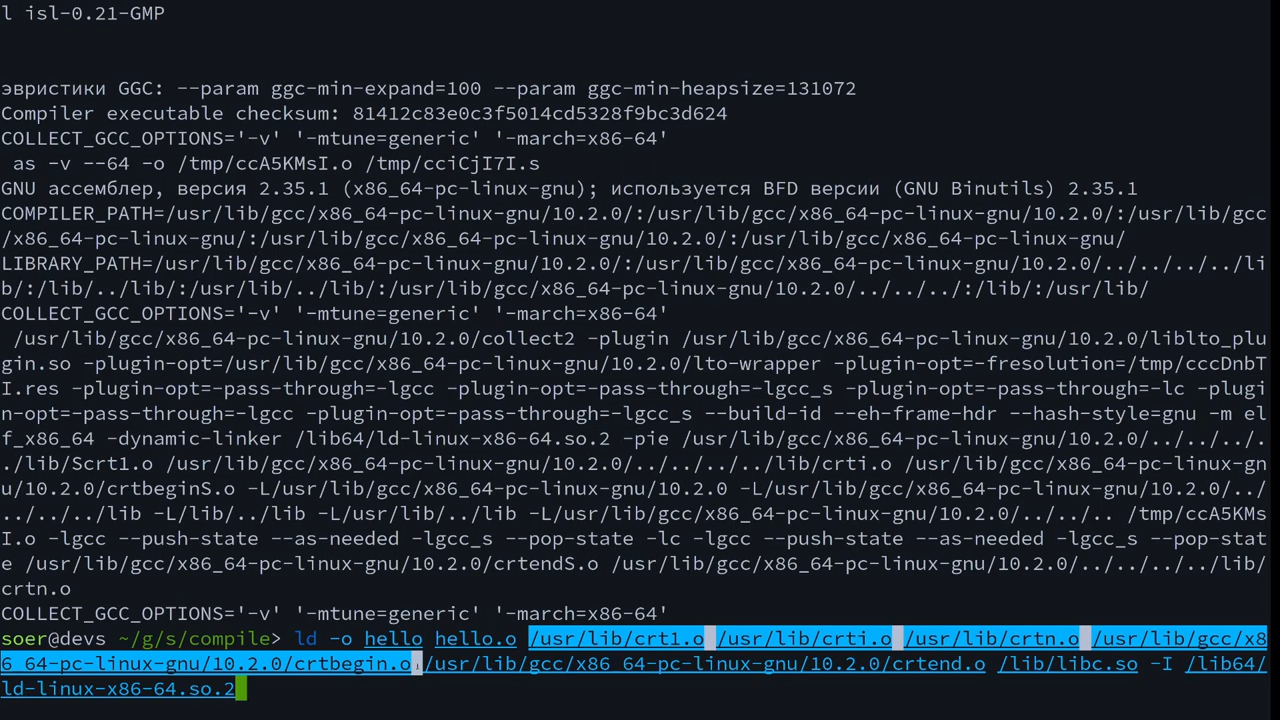 l isl-0.21-GMP
эвристики GGC: --param ggc-min-expand=100 --param ggc-min-heapsize=131072
Compiler executable checksum: 81412c83e0c3f5014cd5328f9bc3d624
COLLECT_GCC_OPTIONS='-v' '-mtune=generic' '-march=x86-64'
 as -v --64 -o /tmp/ccA5KMsI.o /tmp/cciCjI7I.s
GNU ассемблер, версия 2.35.1 (x86_64-pc-linux-gnu); используется BFD версии (GNU Binutils) 2.35.1
COMPILER_PATH=/usr/lib/gcc/x86_64-pc-linux-gnu/10.2.0/:/usr/lib/gcc/x86_64-pc-linux-gnu/10.2.0/:/usr/lib/gcc
/x86_64-pc-linux-gnu/:/usr/lib/gcc/x86_64-pc-linux-gnu/10.2.0/:/usr/lib/gcc/x86_64-pc-linux-gnu/
LIBRARY_PATH=/usr/lib/gcc/x86_64-pc-linux-gnu/10.2.0/:/usr/lib/gcc/x86_64-pc-linux-gnu/10.2.0/../../../../li
b/:/lib/../lib/:/usr/lib/../lib/:/usr/lib/gcc/x86_64-pc-linux-gnu/10.2.0/../../../:/lib/:/usr/lib/
COLLECT_GCC_OPTIONS='-v' '-mtune=generic' '-march=x86-64'
 /usr/lib/gcc/x86_64-pc-linux-gnu/10.2.0/collect2 -plugin /usr/lib/gcc/x86_64-pc-linux-gnu/10.2.0/liblto_plu
gin.so -plugin-opt=/usr/lib/gcc/x86_64-pc-linux-gnu/10.2.0/lto-wrapper -plugin-opt=-fresolution=/tmp/cccDnbT
I.res -plugin-opt=-pass-through=-lgcc -plugin-opt=-pass-through=-lgcc_s -plugin-opt=-pass-through=-lc -plugi
n-opt=-pass-through=-lgcc -plugin-opt=-pass-through=-lgcc_s --build-id --eh-frame-hdr --hash-style=gnu -m el
f_x86_64 -dynamic-linker /lib64/ld-linux-x86-64.so.2 -pie /usr/lib/gcc/x86_64-pc-linux-gnu/10.2.0/../../../.
./lib/Scrt1.o /usr/lib/gcc/x86_64-pc-linux-gnu/10.2.0/../../../../lib/crti.o /usr/lib/gcc/x86_64-pc-linux-gn
u/10.2.0/crtbeginS.o -L/usr/lib/gcc/x86_64-pc-linux-gnu/10.2.0 -L/usr/lib/gcc/x86_64-pc-linux-gnu/10.2.0/../
../../../lib -L/lib/../lib -L/usr/lib/../lib -L/usr/lib/gcc/x86_64-pc-linux-gnu/10.2.0/../../.. /tmp/ccA5KMs
I.o -lgcc --push-state --as-needed -lgcc_s --pop-state -lc -lgcc --push-state --as-needed -lgcc_s --pop-stat
e /usr/lib/gcc/x86_64-pc-linux-gnu/10.2.0/crtendS.o /usr/lib/gcc/x86_64-pc-linux-gnu/10.2.0/../../../../lib/
crtn.o
COLLECT_GCC_OPTIONS='-v' '-mtune=generic' '-march=x86-64'
soer@devs ~/g/s/compile> ld -o hello hello.o /usr/lib/crt1.o /usr/lib/crti.o /usr/lib/crtn.o /usr/lib/gcc/x8
6_64-pc-linux-gnu/10.2.0/crtbegin.o /usr/lib/gcc/x86_64-pc-linux-gnu/10.2.0/crtend.o /lib/libc.so -I /lib64/
ld-linux-x86-64.so.2